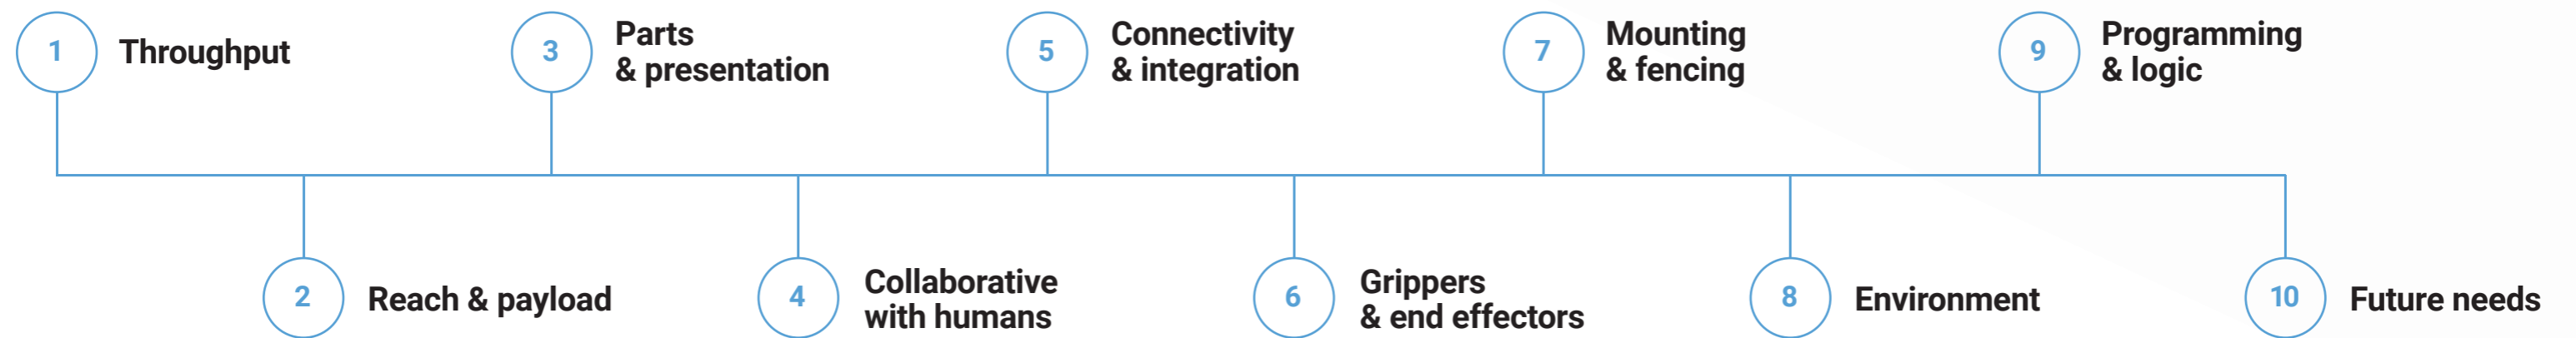 1
Throughput
2
Reach & payload
3
Parts
& presentation
4
Collaborative
with humans
5
Connectivity
& integration
6
Grippers
& end effectors
7
Mounting
& fencing
8
Environment
9
Programming
& logic
10
Future needs